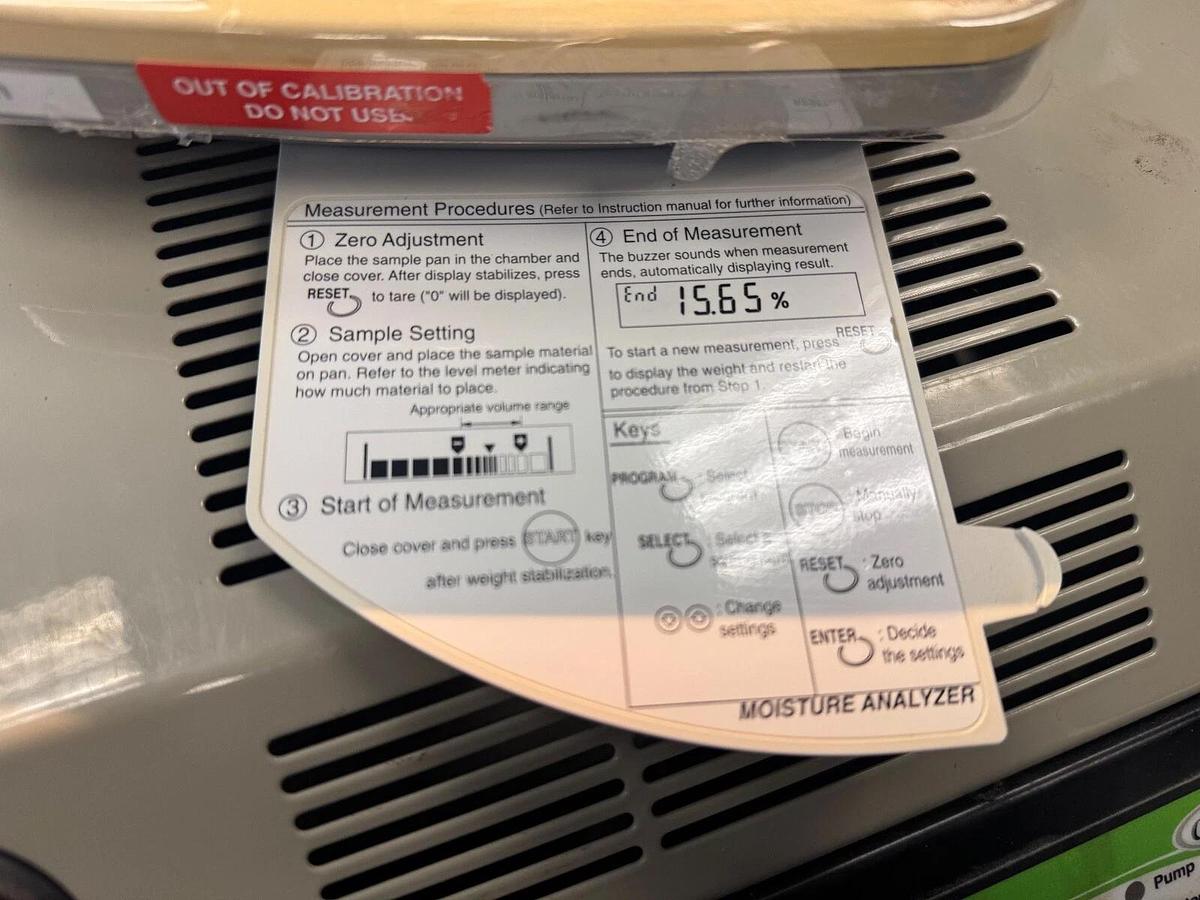 OUT OF CALIBRATION
DO NOT USE
Measurement Procedures (Refer to Instruction manual for further information)
① Zero Adjustment
Place the sample pan in the chamber and
close cover. After display stabilizes, press
RESET to tare ("0" will be displayed).
② Sample Setting
Open cover and place the sample material
on pan. Refer to the level meter indicating
how much material to place.
Appropriate volume range
③ Start of Measurement
Close cover and press START key
after weight stabilization.
④ End of Measurement
The buzzer sounds when measurement
ends, automatically displaying result.
End 15.65 %
To start a new measurement, press RESET
to display the weight and restart the
procedure from Step 1.
Keys
PROGRAM : Select
SELECT : Select
: Change
settings
START : Begin
measurement
STOP : Manually
stop
RESET : Zero
adjustment
ENTER : Decide
the settings
MOISTURE ANALYZER
Pump